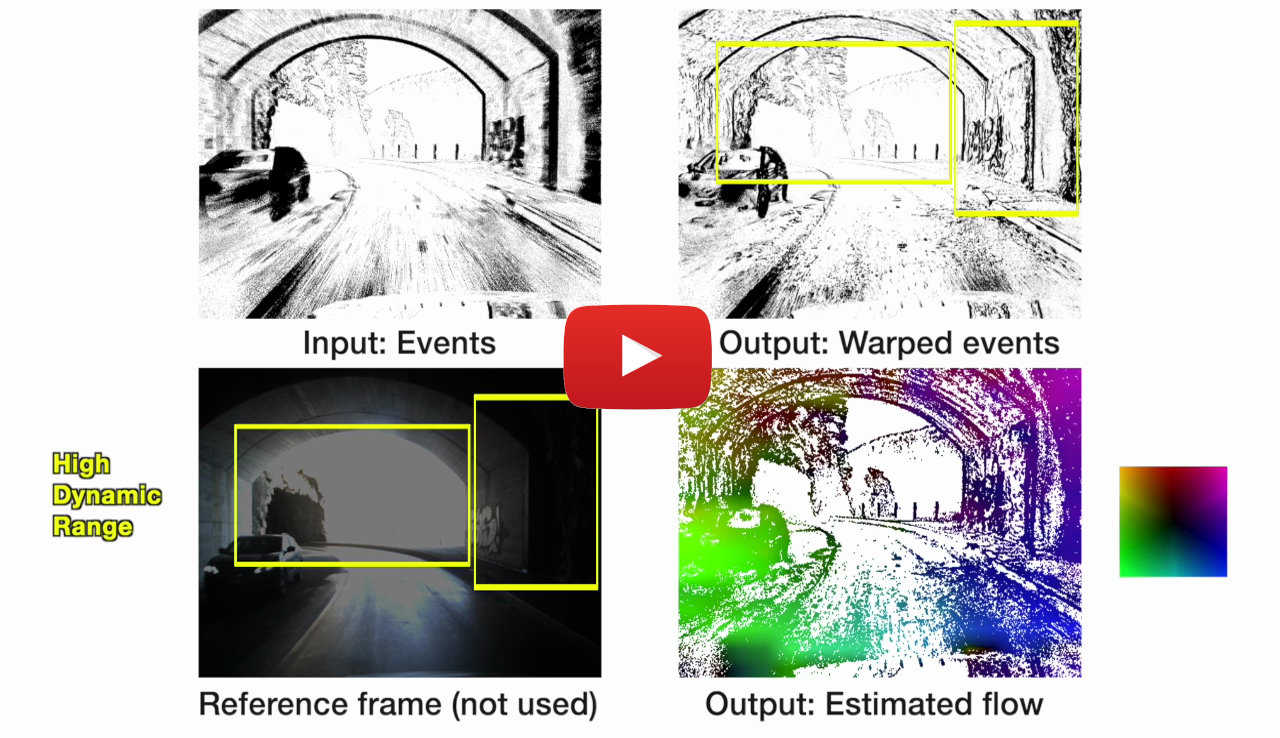 Input: Events
Output: Warped events
High
Dynamic
Range
Reference frame (not used)
Output: Estimated flow